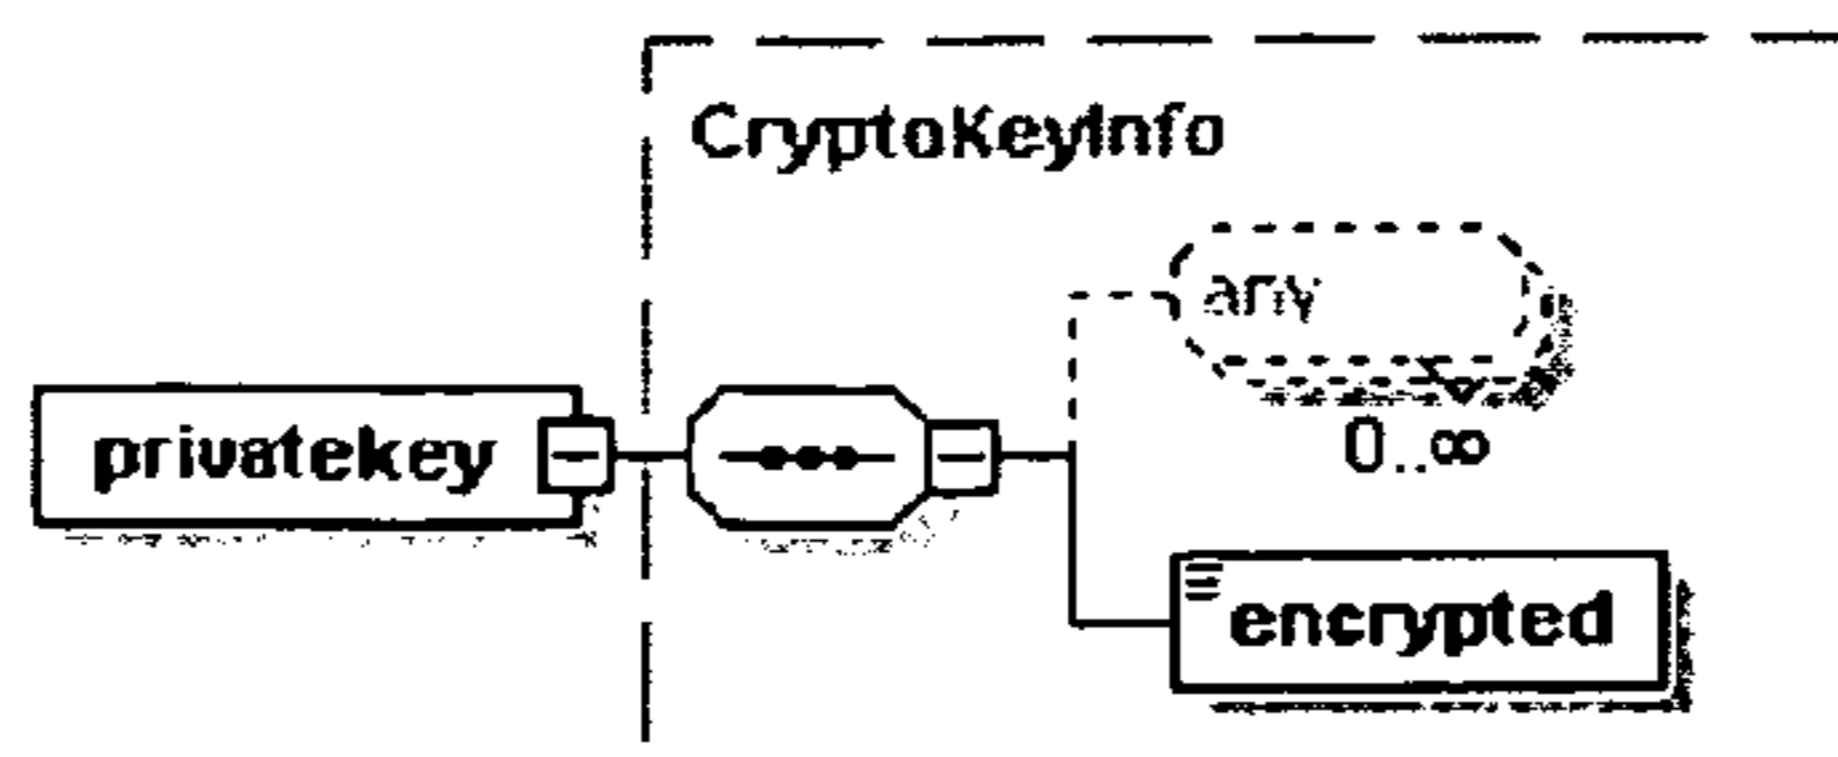 CryptoKeyInfo
any
privatekey
0..∞
encrypted